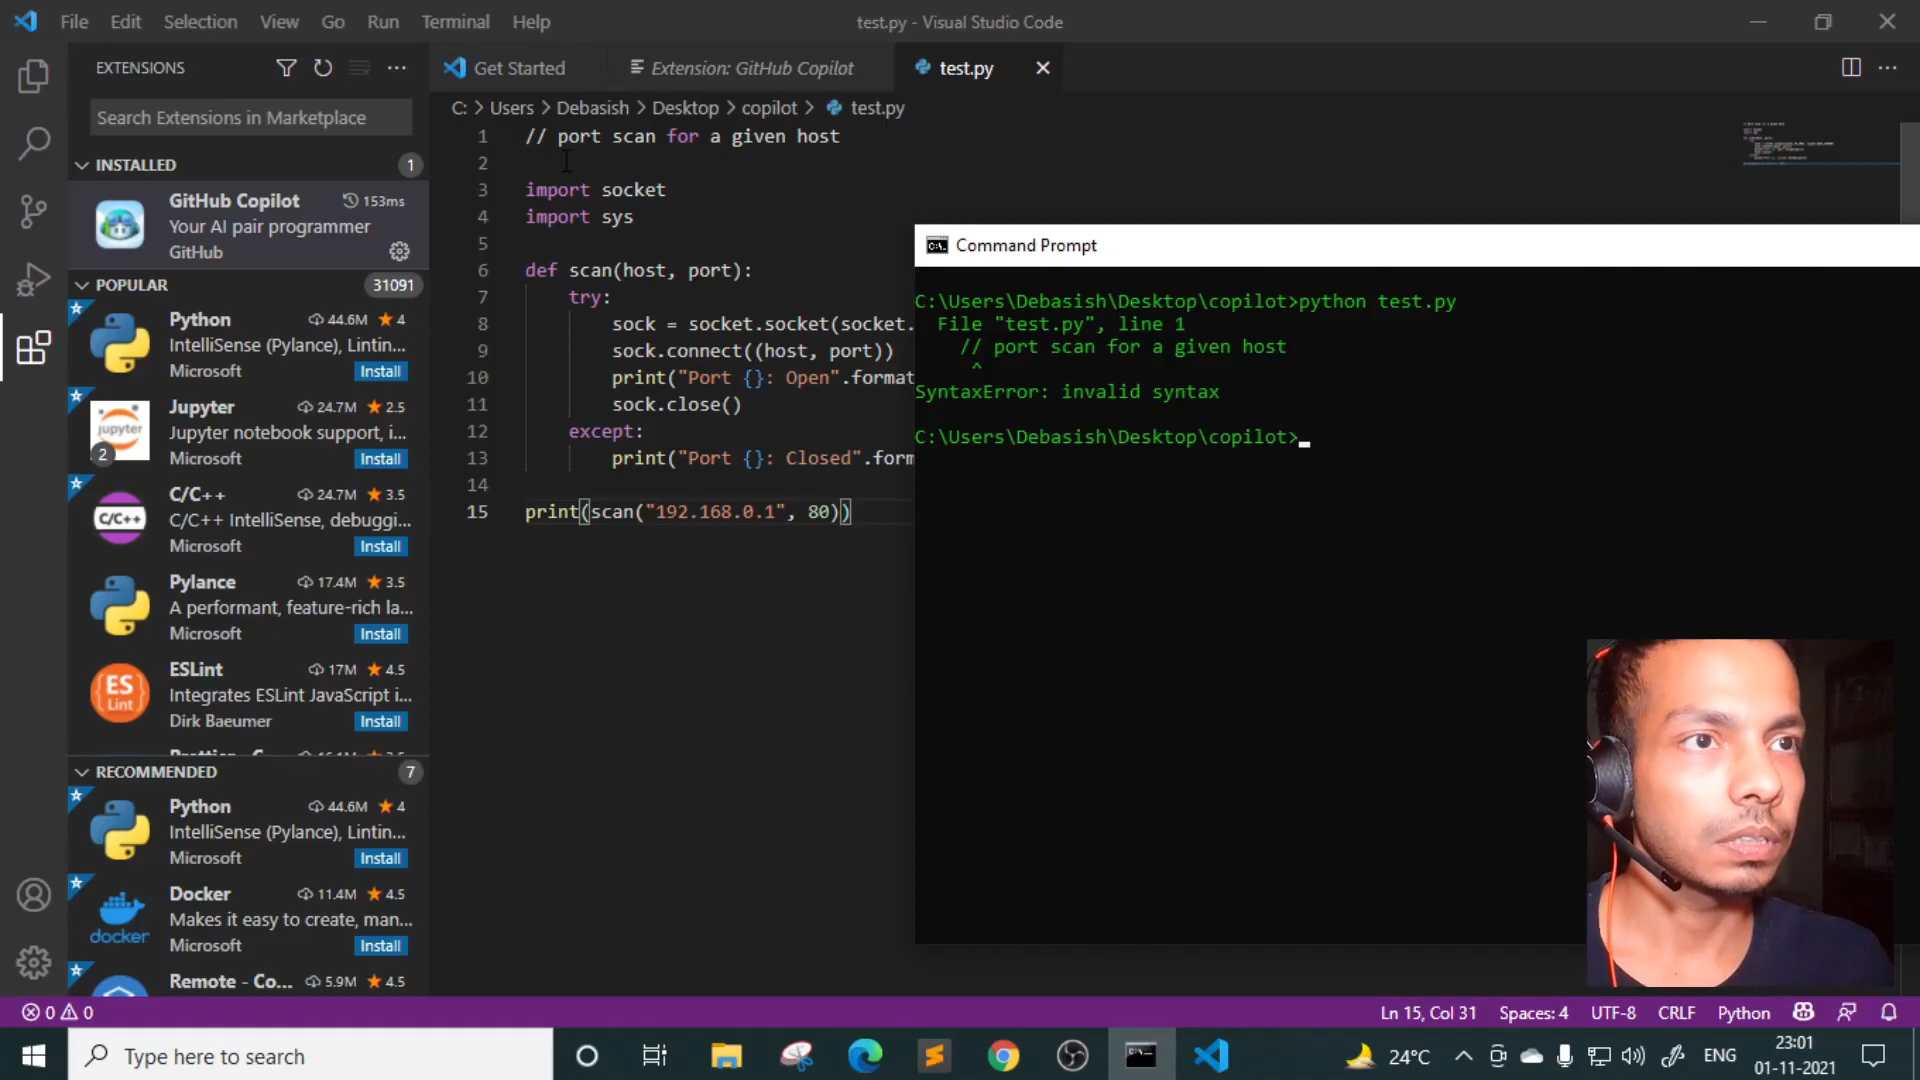 File Edit Selection View Go Run Terminal Help
test.py - Visual Studio Code
EXTENSIONS
Search Extensions in Marketplace
INSTALLED 1
GitHub Copilot 153ms
Your AI pair programmer
GitHub
POPULAR 31091
Python 44.6M 4
IntelliSense (Pylance), Lintin...
Microsoft Install
Jupyter 24.7M 2.5
jupyter
2
Jupyter notebook support, i...
Microsoft Install
C/C++ 24.7M 3.5
C/C++
C/C++ IntelliSense, debuggi...
Microsoft Install
Pylance 17.4M 3.5
A performant, feature-rich la...
Microsoft Install
ESLint 17M 4.5
ES
Lint
Integrates ESLint JavaScript i...
Dirk Baeumer Install
RECOMMENDED 7
Python 44.6M 4
IntelliSense (Pylance), Lintin...
Microsoft Install
Docker 11.4M 4.5
docker
Makes it easy to create, man...
Microsoft Install
Remote - Co... 5.9M 4.5
Get Started
Extension: GitHub Copilot
test.py
C: > Users > Debasish > Desktop > copilot > test.py
1 // port scan for a given host
2
3 import socket
4 import sys
5
6 def scan(host, port):
7 try:
8 sock = socket.socket(socket.
9 sock.connect((host, port))
10 print("Port {}: Open".format
11 sock.close()
12 except:
13 print("Port {}: Closed".form
14
15 print(scan("192.168.0.1", 80))
Command Prompt
C:\Users\Debasish\Desktop\copilot>python test.py
File "test.py", line 1
// port scan for a given host
^
SyntaxError: invalid syntax
C:\Users\Debasish\Desktop\copilot>
0 0
Ln 15, Col 31 Spaces: 4 UTF-8 CRLF Python
Type here to search
24°C
ENG
23:01
01-11-2021